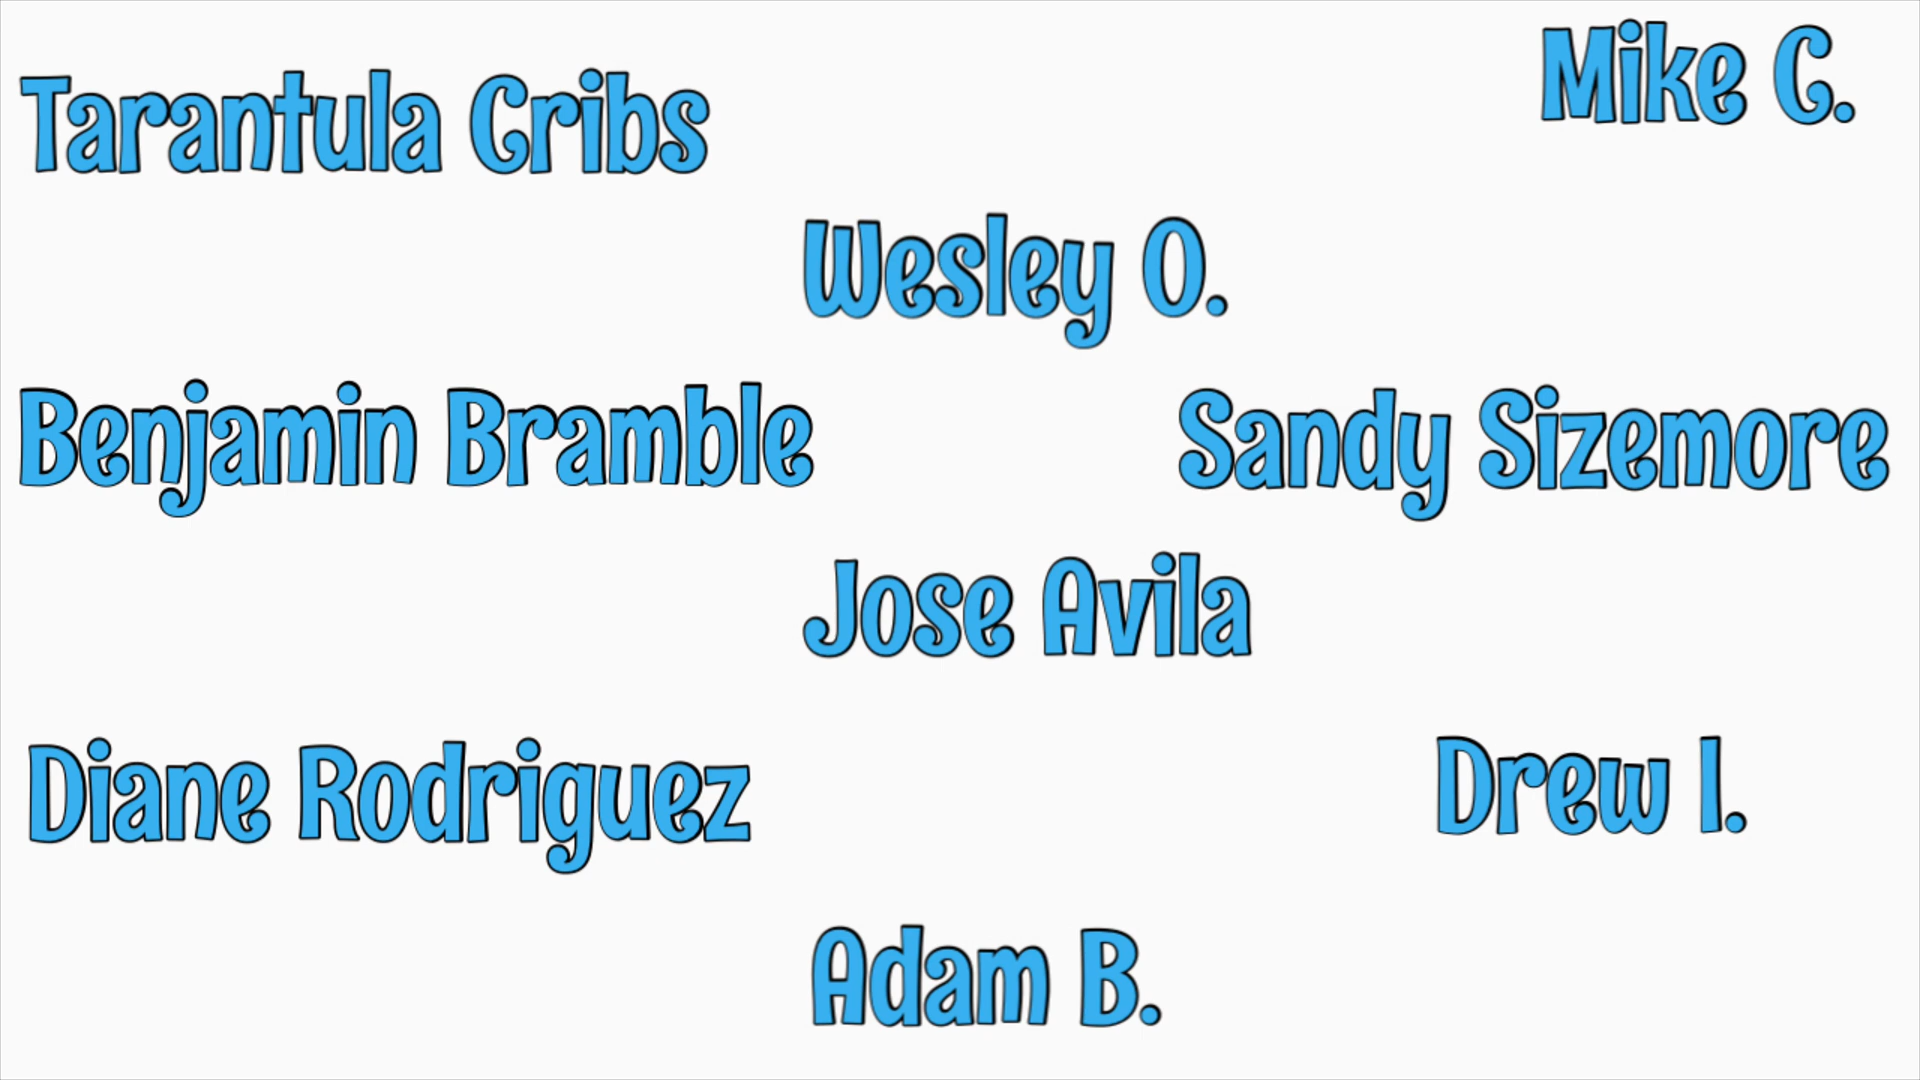 Tarantula Cribs
Mike C.
Wesley O.
Benjamin Bramble
Sandy Sizemore
Jose Avila
Diane Rodriguez
Drew I.
Adam B.